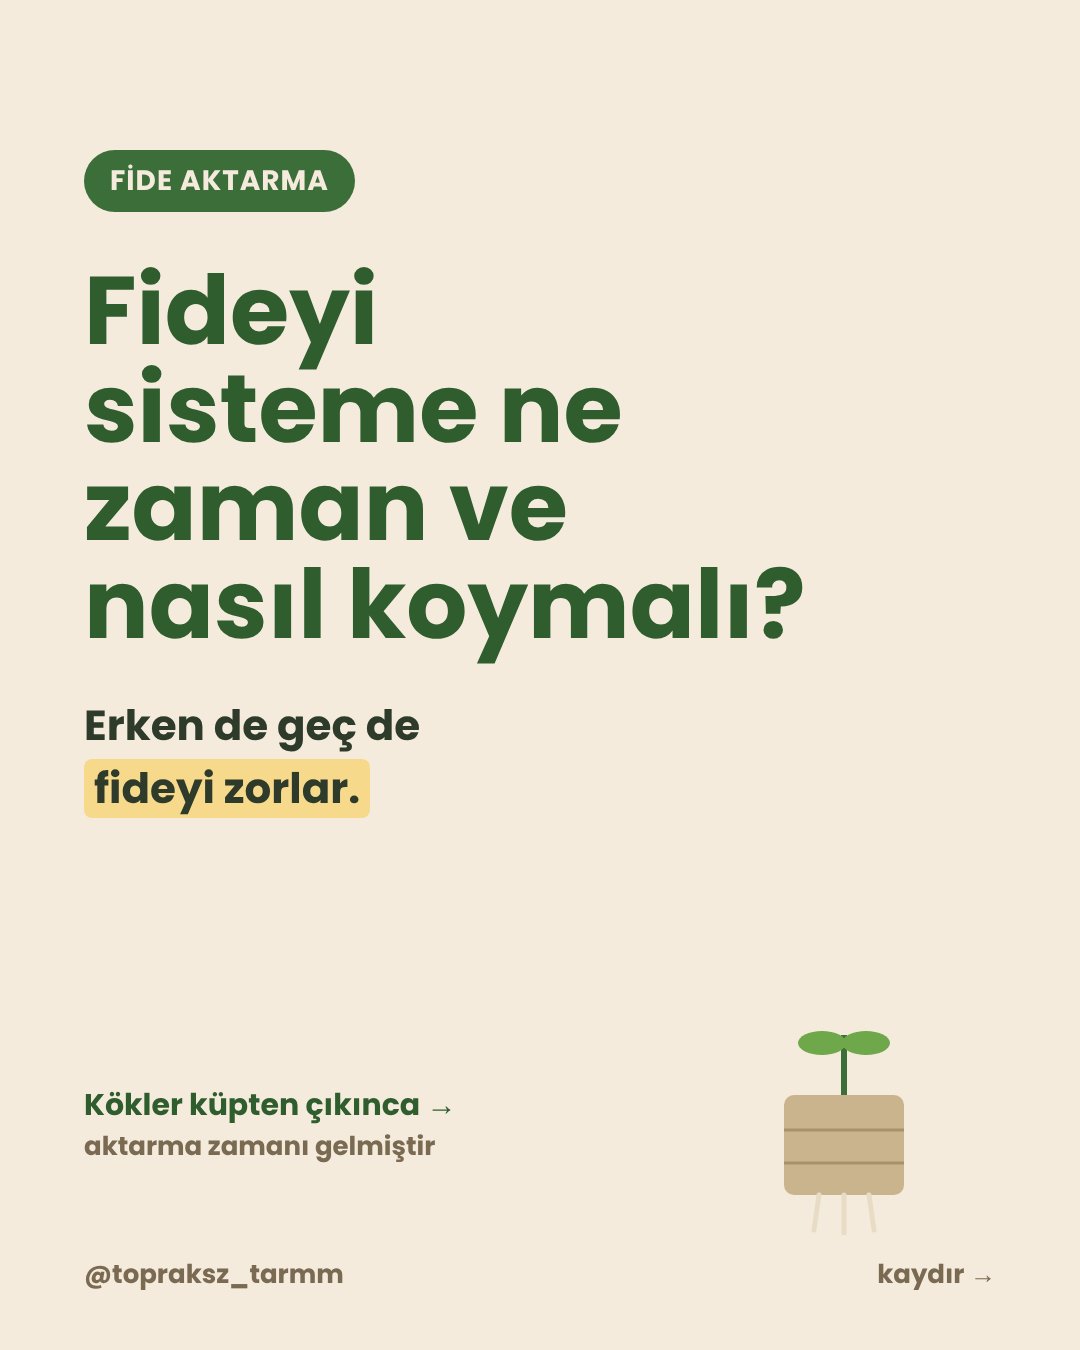 FİDE AKTARMA
Fideyi
sisteme ne
zaman ve
nasıl koymalı?
Erken de geç de
fideyi zorlar.
Kökler küpten çıkınca →
aktarma zamanı gelmiştir
@topraksz_tarmm
kaydır →